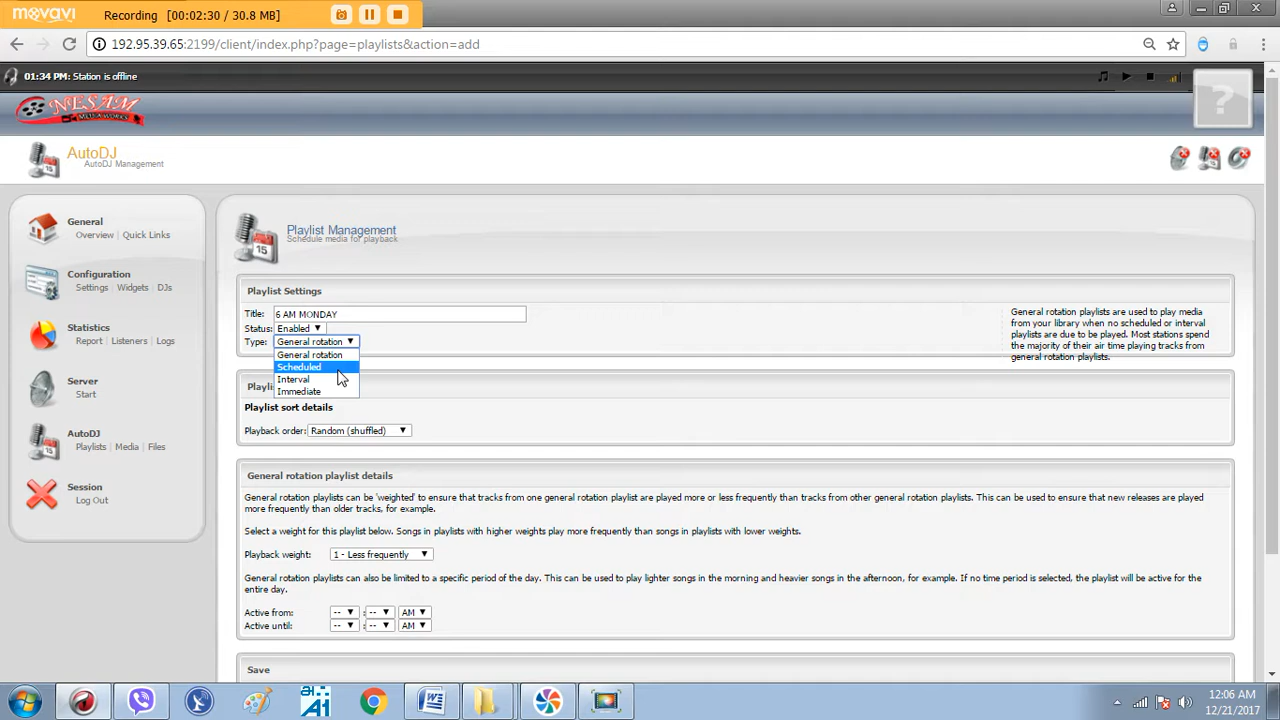 movavi
Recording [00:02:30 / 30.8 MB]
192.95.39.65:2199/client/index.php?page=playlists&action=add
01:34 PM: Station is offline
NESAM
MEDIA WORKS
?
AutoDJ
AutoDJ Management
General
Overview | Quick Links
Configuration
Settings | Widgets | DJs
Statistics
Report | Listeners | Logs
Server
Start
AutoDJ
Playlists | Media | Files
Session
Log Out
15
Playlist Management
Schedule media for playback
Playlist Settings
Title: 6 AM MONDAY
Status: Enabled
Type: General rotation
General rotation
Scheduled
Interval
Immediate
General rotation playlists are used to play media
from your library when no scheduled or interval
playlists are due to be played. Most stations spend
the majority of their air time playing tracks from
general rotation playlists.
Playli
Playlist sort details
Playback order: Random (shuffled)
General rotation playlist details
General rotation playlists can be 'weighted' to ensure that tracks from one general rotation playlist are played more or less frequently than tracks from other general rotation playlists. This can be used to ensure that new releases are played
more frequently than older tracks, for example.
Select a weight for this playlist below. Songs in playlists with higher weights play more frequently than songs in playlists with lower weights.
Playback weight: 1 - Less frequently
General rotation playlists can also be limited to a specific period of the day. This can be used to play lighter songs in the morning and heavier songs in the afternoon, for example. If no time period is selected, the playlist will be active for the
entire day.
Active from: -- : -- AM
Active until: -- : -- AM
Save
12:06 AM
12/21/2017